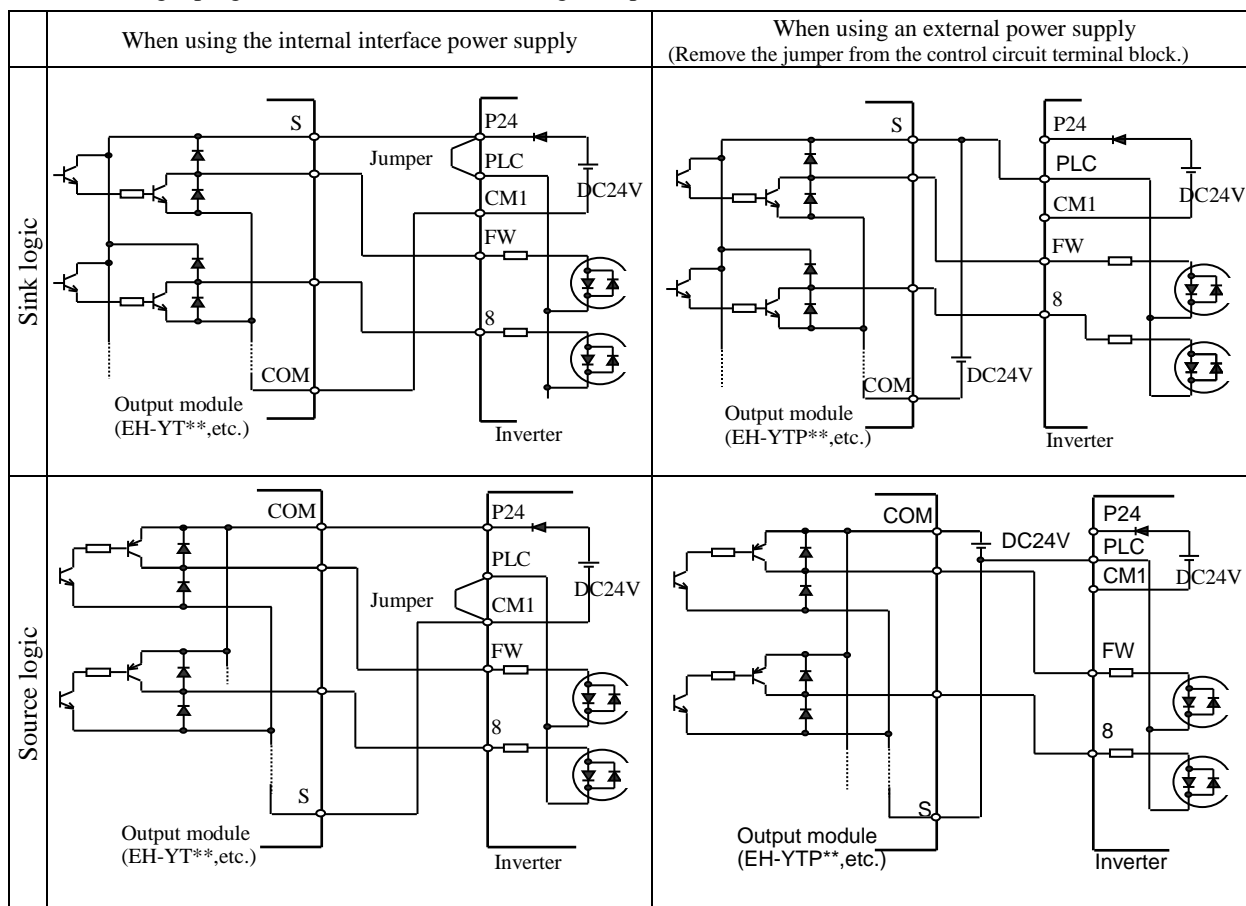 When using the internal interface power supply
When using an external power supply
(Remove the jumper from the control circuit terminal block.)
Sink logic
S
Jumper
P24
PLC
DC24V
CM1
FW
8
COM
Output module
(EH-YT**,etc.)
Inverter
S
P24
PLC
DC24V
CM1
FW
8
COM
DC24V
Output module
(EH-YTP**,etc.)
Inverter
Source logic
COM
P24
PLC
DC24V
Jumper
CM1
FW
8
S
Output module
(EH-YT**,etc.)
Inverter
COM
DC24V
P24
PLC
CM1
DC24V
FW
8
S
Output module
(EH-YTP**,etc.)
Inverter